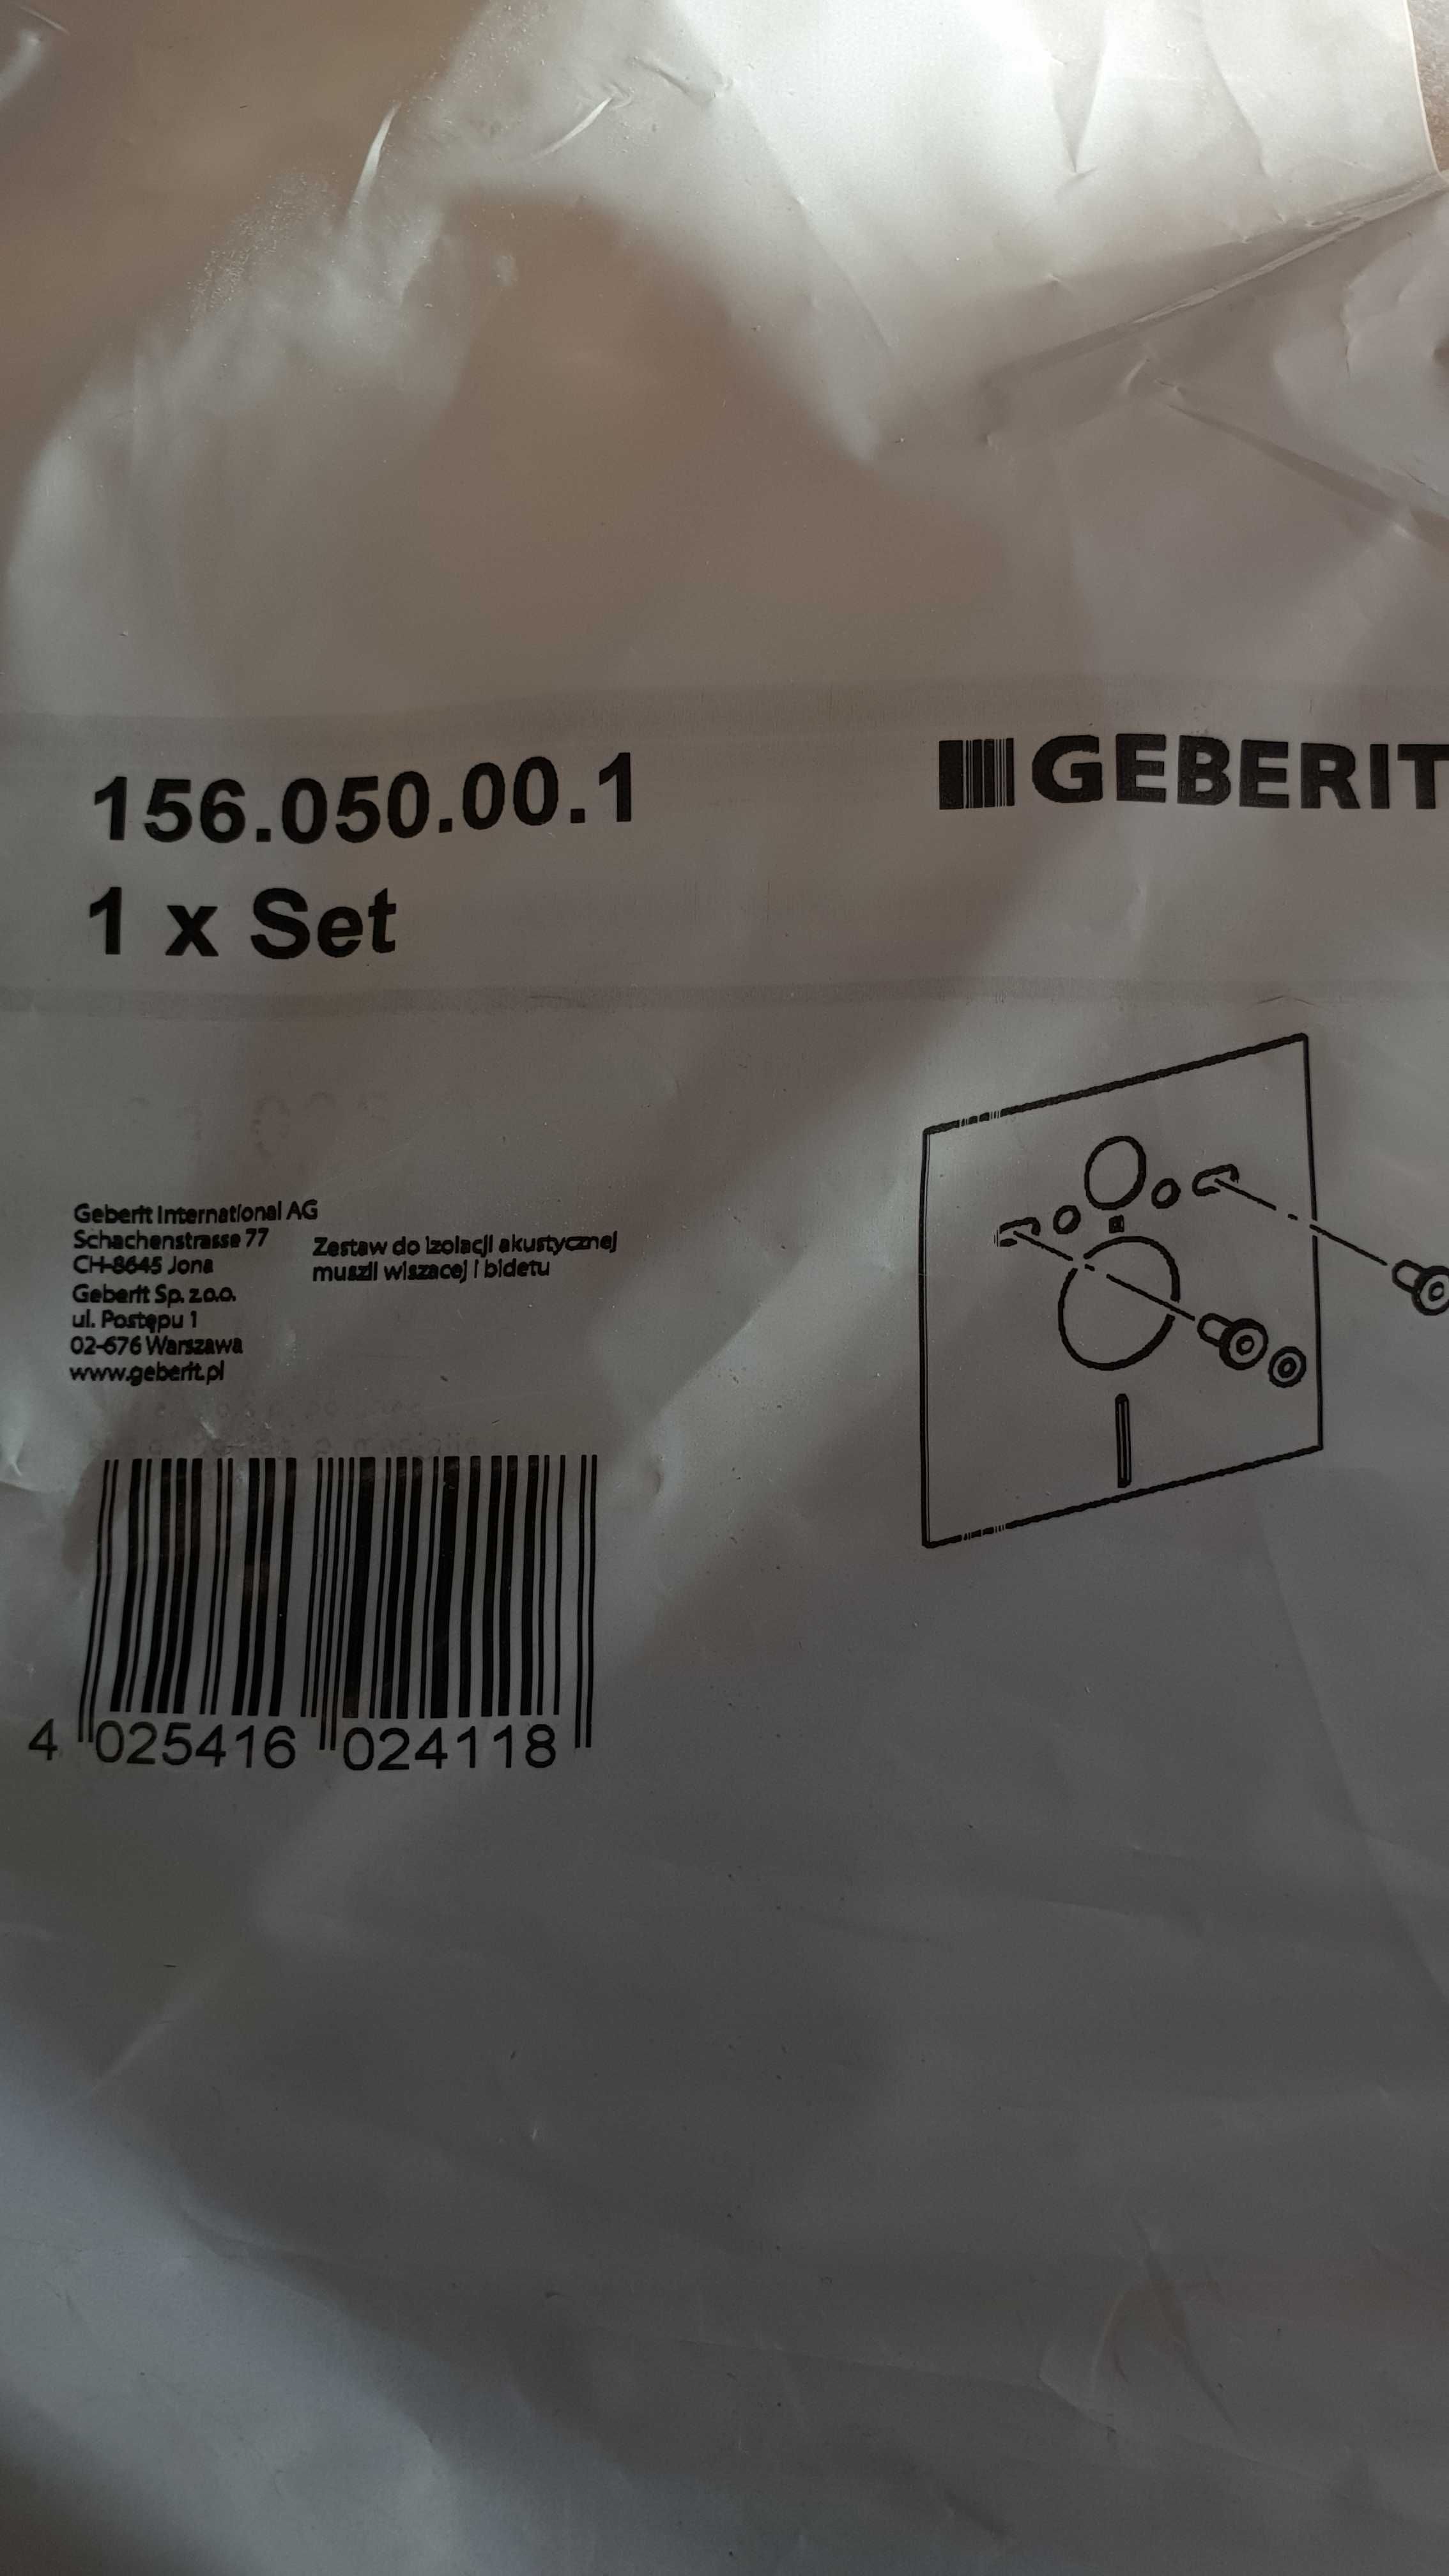 156.050.00.1
GEBERIT
1 x Set
Geberit International AG
Schachenstrasse 77
CH-8645 Jona
Geberit Sp. z.o.o.
ul. Postępu 1
02-676 Warszawa
www.geberit.pl
Zestaw do izolacji akustycznej
muszli wiszacej i bidetu
4 025416 024118